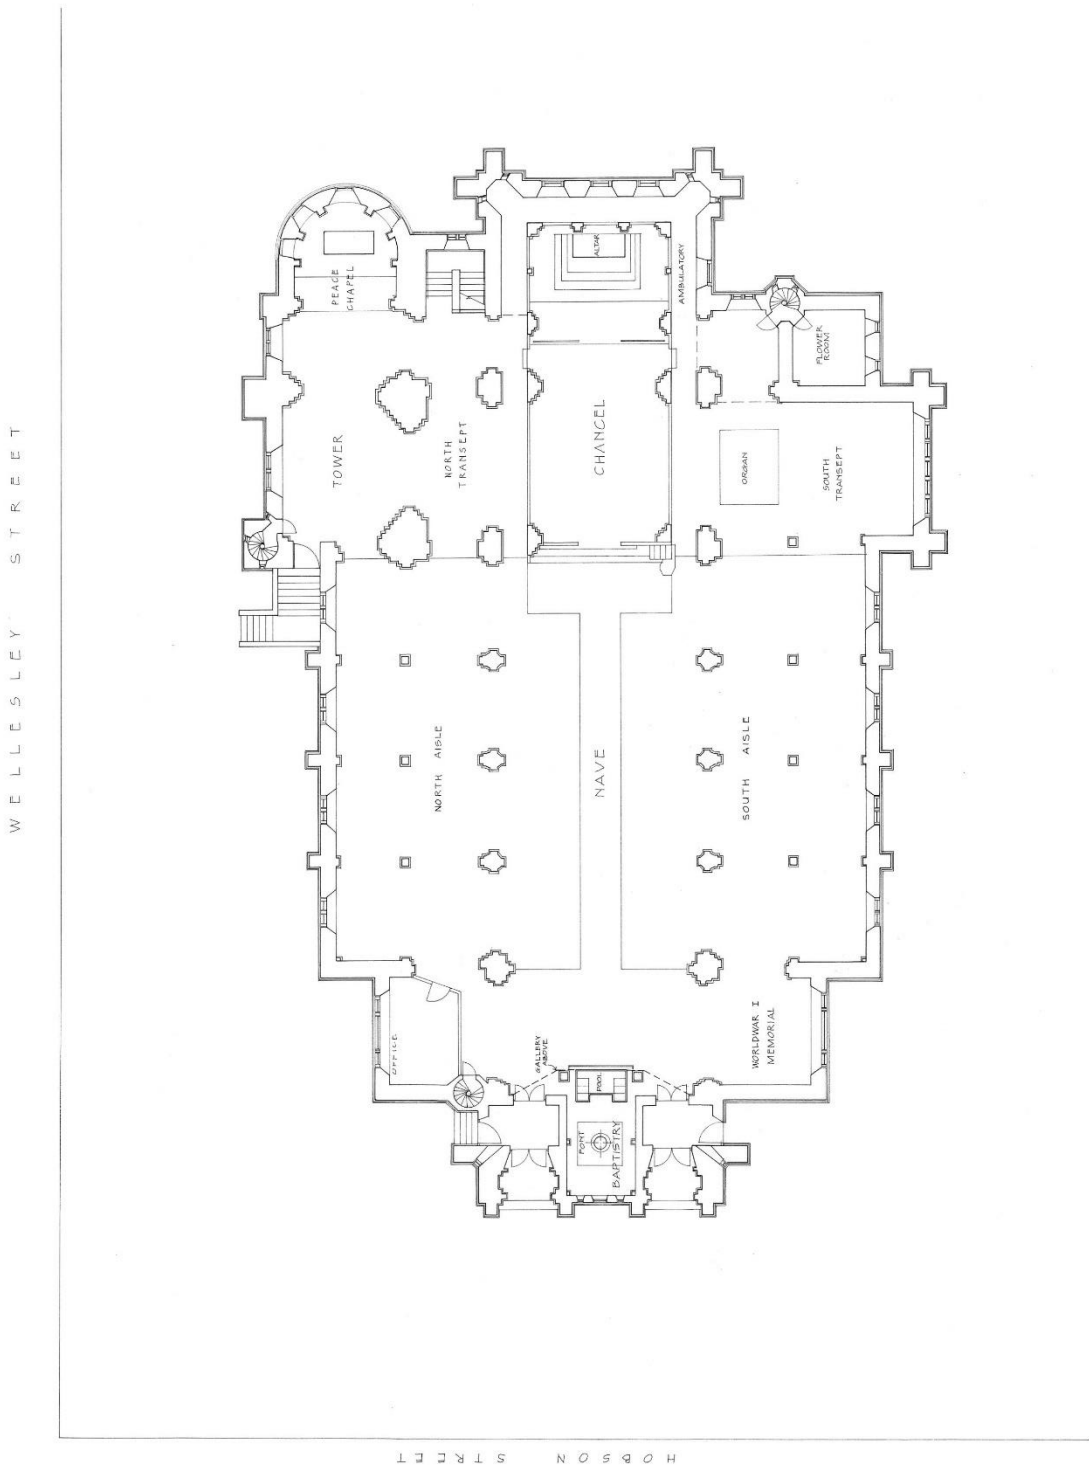 WELLESLEY STREET
PEACE
CHAPEL
ALTAR
AMBULATORY
FLOWER
ROOM
TOWER
NORTH
TRANSEPT
CHANCEL
ORGAN
SOUTH
TRANSEPT
NORTH AISLE
NAVE
SOUTH AISLE
OFFICE
GALLERY
ABOVE
POOL
WORLDWAR I
MEMORIAL
FONT
BAPTISTRY
HOBSON STREET